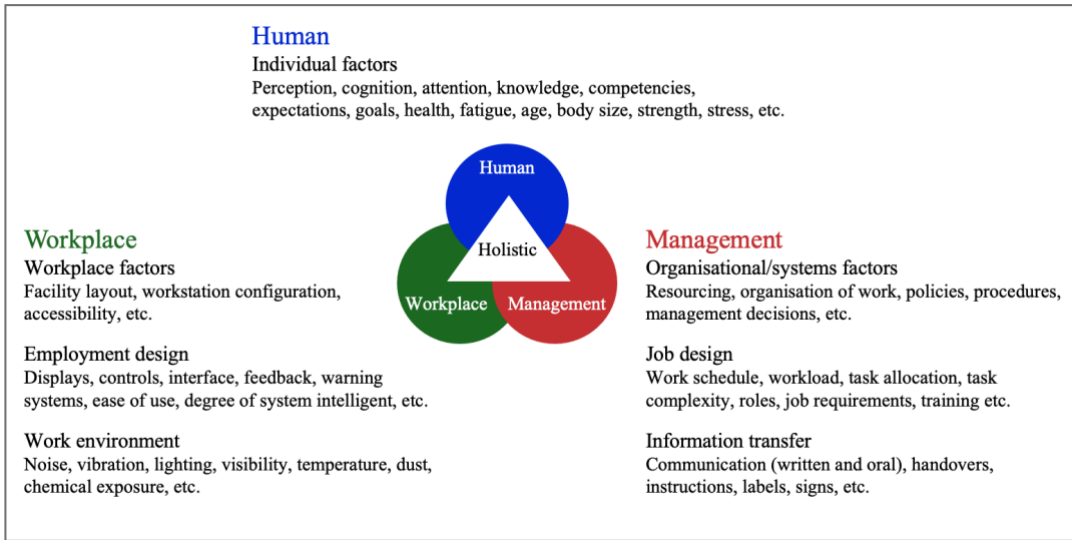 Human
Individual factors
Perception, cognition, attention, knowledge, competencies,
expectations, goals, health, fatigue, age, body size, strength, stress, etc.
Human
Holistic
Workplace
Management
Workplace
Workplace factors
Facility layout, workstation configuration,
accessibility, etc.
Employment design
Displays, controls, interface, feedback, warning
systems, ease of use, degree of system intelligent, etc.
Work environment
Noise, vibration, lighting, visibility, temperature, dust,
chemical exposure, etc.
Management
Organisational/systems factors
Resourcing, organisation of work, policies, procedures,
management decisions, etc.
Job design
Work schedule, workload, task allocation, task
complexity, roles, job requirements, training etc.
Information transfer
Communication (written and oral), handovers,
instructions, labels, signs, etc.